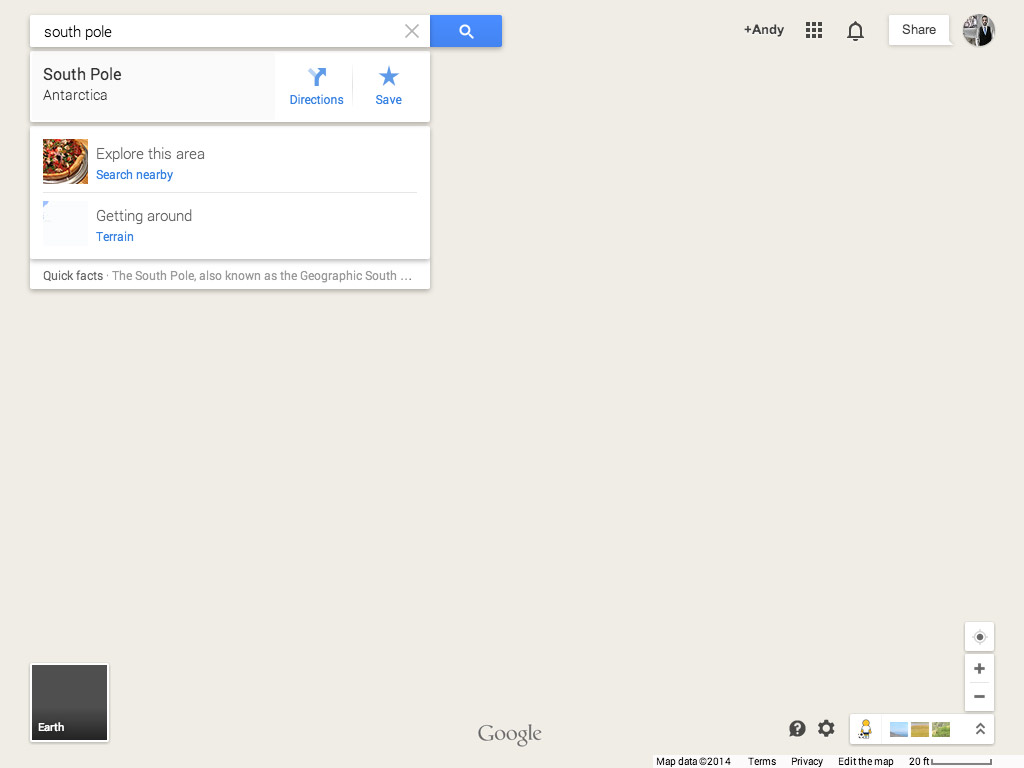 south pole
+Andy
Share
South Pole
Antarctica
Directions
Save
Explore this area
Search nearby
Getting around
Terrain
Quick facts · The South Pole, also known as the Geographic South ...
Earth
Google
Map data ©2014 Terms Privacy Edit the map 20 ft